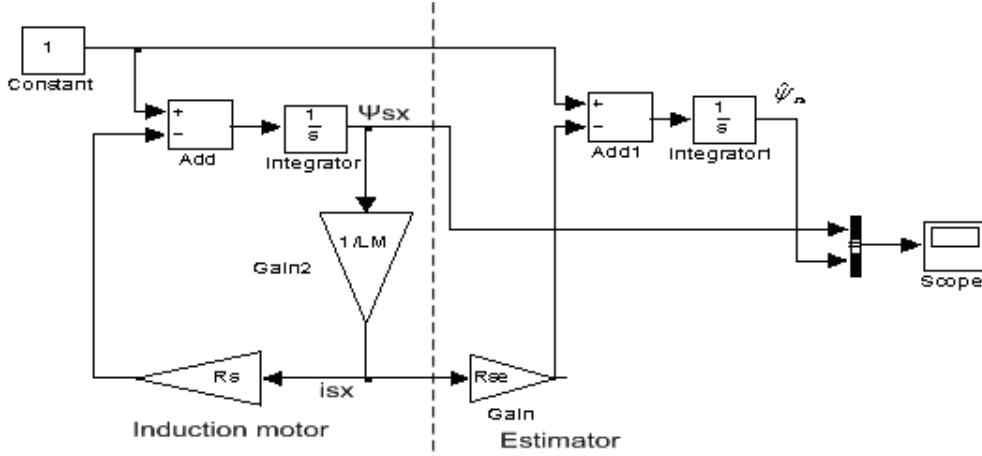 1
Constant
+
−
Add
1
s
Integrator
Ψsx
1/LM
Gain2
Rs
isx
Rse
Gain
+
−
Add1
1
s
Integrator1
Scope
Induction motor
Estimator